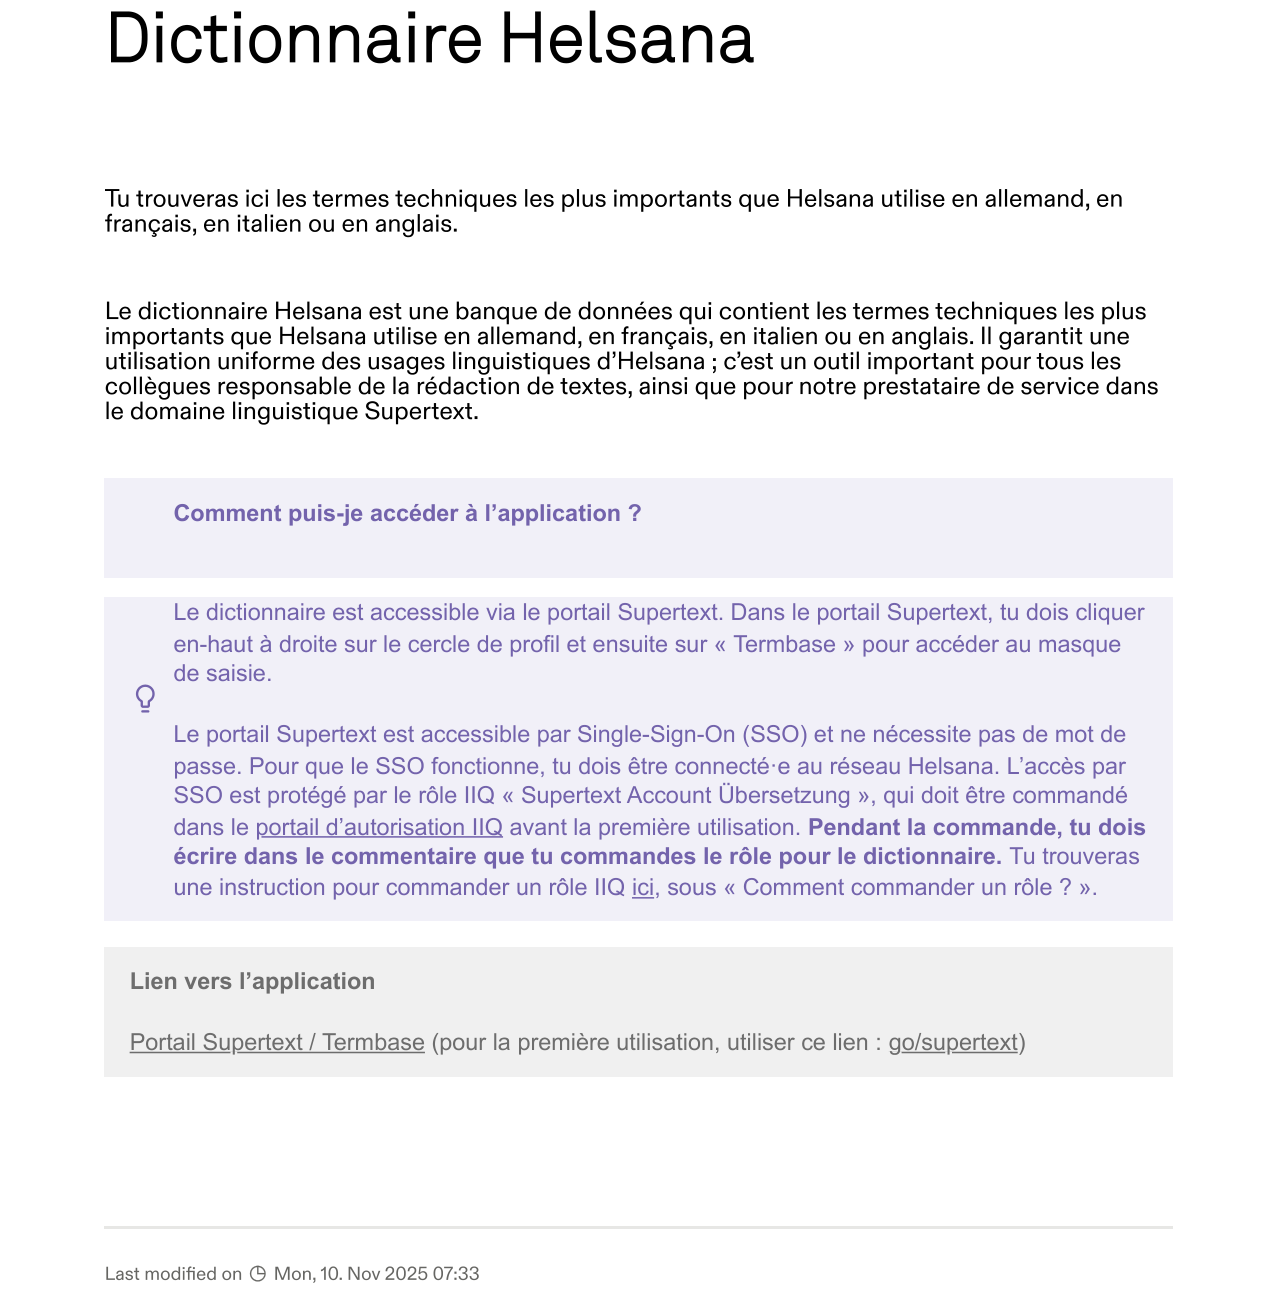 Dictionnaire Helsana
Tu trouveras ici les termes techniques les plus importants que Helsana utilise en allemand, en
français, en italien ou en anglais.
Le dictionnaire Helsana est une banque de données qui contient les termes techniques les plus
importants que Helsana utilise en allemand, en français, en italien ou en anglais. Il garantit une
utilisation uniforme des usages linguistiques d’Helsana ; c’est un outil important pour tous les
collègues responsable de la rédaction de textes, ainsi que pour notre prestataire de service dans
le domaine linguistique Supertext.
Comment puis-je accéder à l’application ?
Le dictionnaire est accessible via le portail Supertext. Dans le portail Supertext, tu dois cliquer
en-haut à droite sur le cercle de profil et ensuite sur « Termbase » pour accéder au masque
de saisie.
Le portail Supertext est accessible par Single-Sign-On (SSO) et ne nécessite pas de mot de
passe. Pour que le SSO fonctionne, tu dois être connecté·e au réseau Helsana. L’accès par
SSO est protégé par le rôle IIQ « Supertext Account Übersetzung », qui doit être commandé
dans le portail d’autorisation IIQ avant la première utilisation. Pendant la commande, tu dois
écrire dans le commentaire que tu commandes le rôle pour le dictionnaire. Tu trouveras
une instruction pour commander un rôle IIQ ici, sous « Comment commander un rôle ? ».
Lien vers l’application
Portail Supertext / Termbase (pour la première utilisation, utiliser ce lien : go/supertext)
Last modified on Mon, 10. Nov 2025 07:33